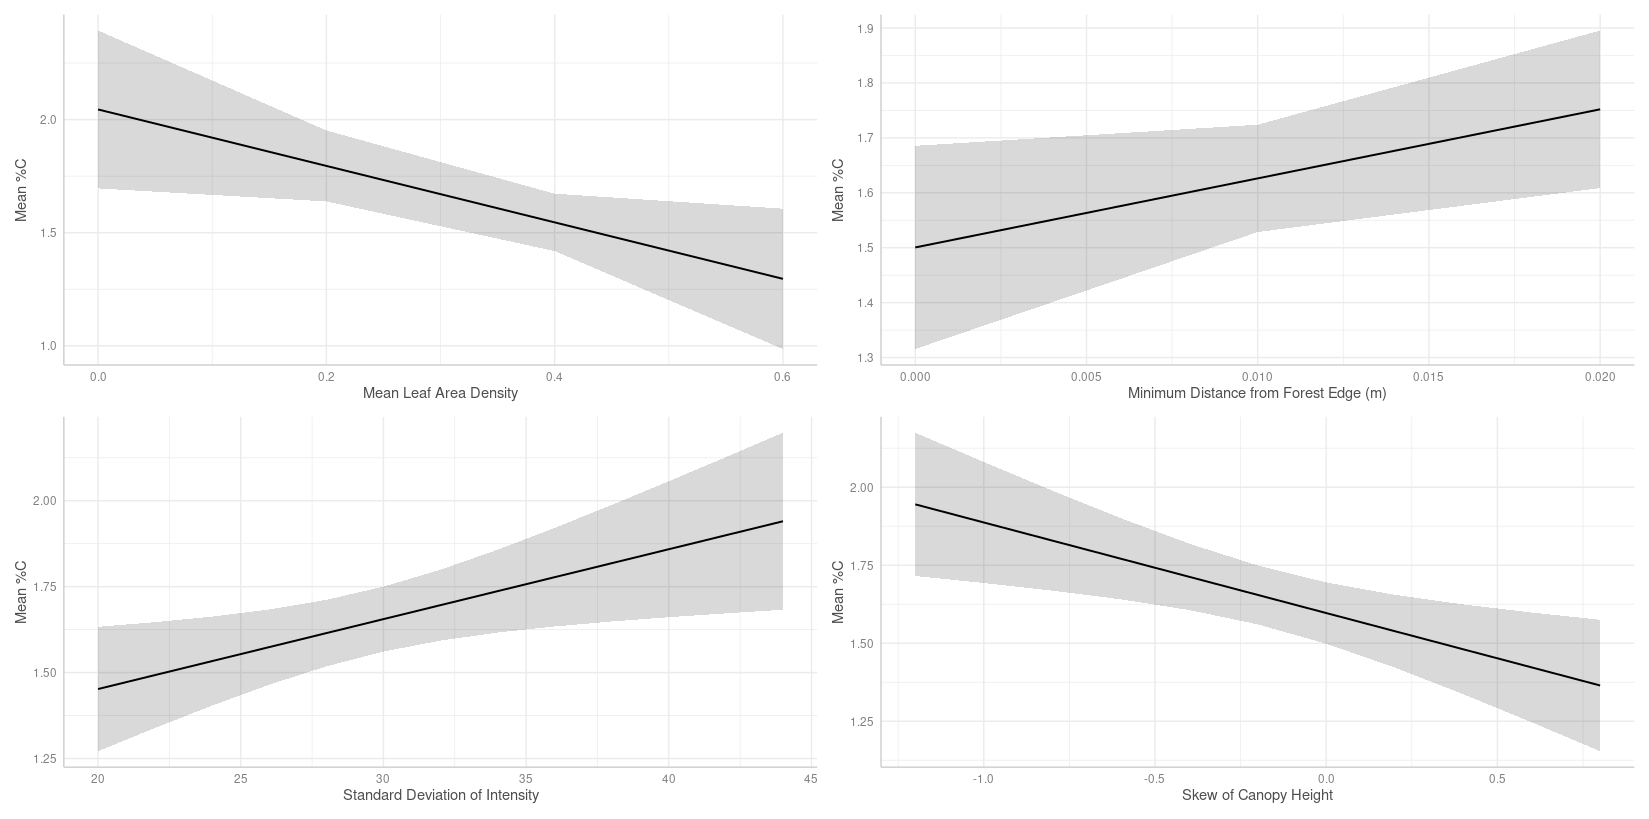 Mean %C
2.0
1.5
1.0
0.0 0.2 0.4 0.6
Mean Leaf Area Density
Mean %C
1.9
1.8
1.7
1.6
1.5
1.4
1.3
0.000 0.005 0.010 0.015 0.020
Minimum Distance from Forest Edge (m)
Mean %C
2.00
1.75
1.50
1.25
20 25 30 35 40 45
Standard Deviation of Intensity
Mean %C
2.00
1.75
1.50
1.25
-1.0 -0.5 0.0 0.5
Skew of Canopy Height